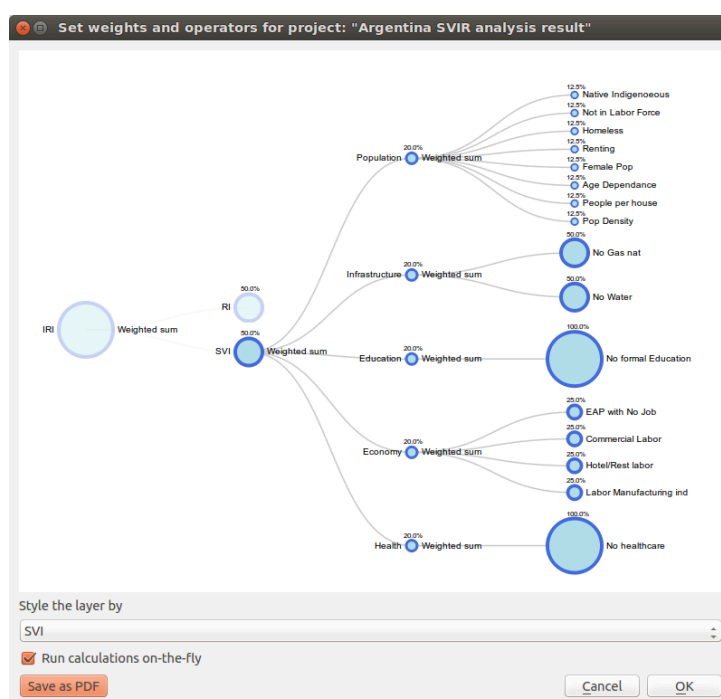 Set weights and operators for project: "Argentina SVIR analysis result"
12.5%
Native Indigenoeous
12.5%
Not in Labor Force
12.5%
Homeless
12.5%
Renting
12.5%
Female Pop
12.5%
Age Dependance
12.5%
People per house
12.5%
Pop Density
20.0%
Population Weighted sum
50.0%
No Gas nat
20.0%
Infrastructure Weighted sum
50.0%
No Water
50.0%
RI
IRI Weighted sum
50.0%
SVI Weighted sum
20.0%
Education Weighted sum
100.0%
No formal Education
25.0%
EAP with No Job
25.0%
Commercial Labor
20.0%
Economy Weighted sum
25.0%
Hotel/Rest labor
25.0%
Labor Manufacturing ind
100.0%
No healthcare
20.0%
Health Weighted sum
Style the layer by
SVI
Run calculations on-the-fly
Save as PDF Cancel OK